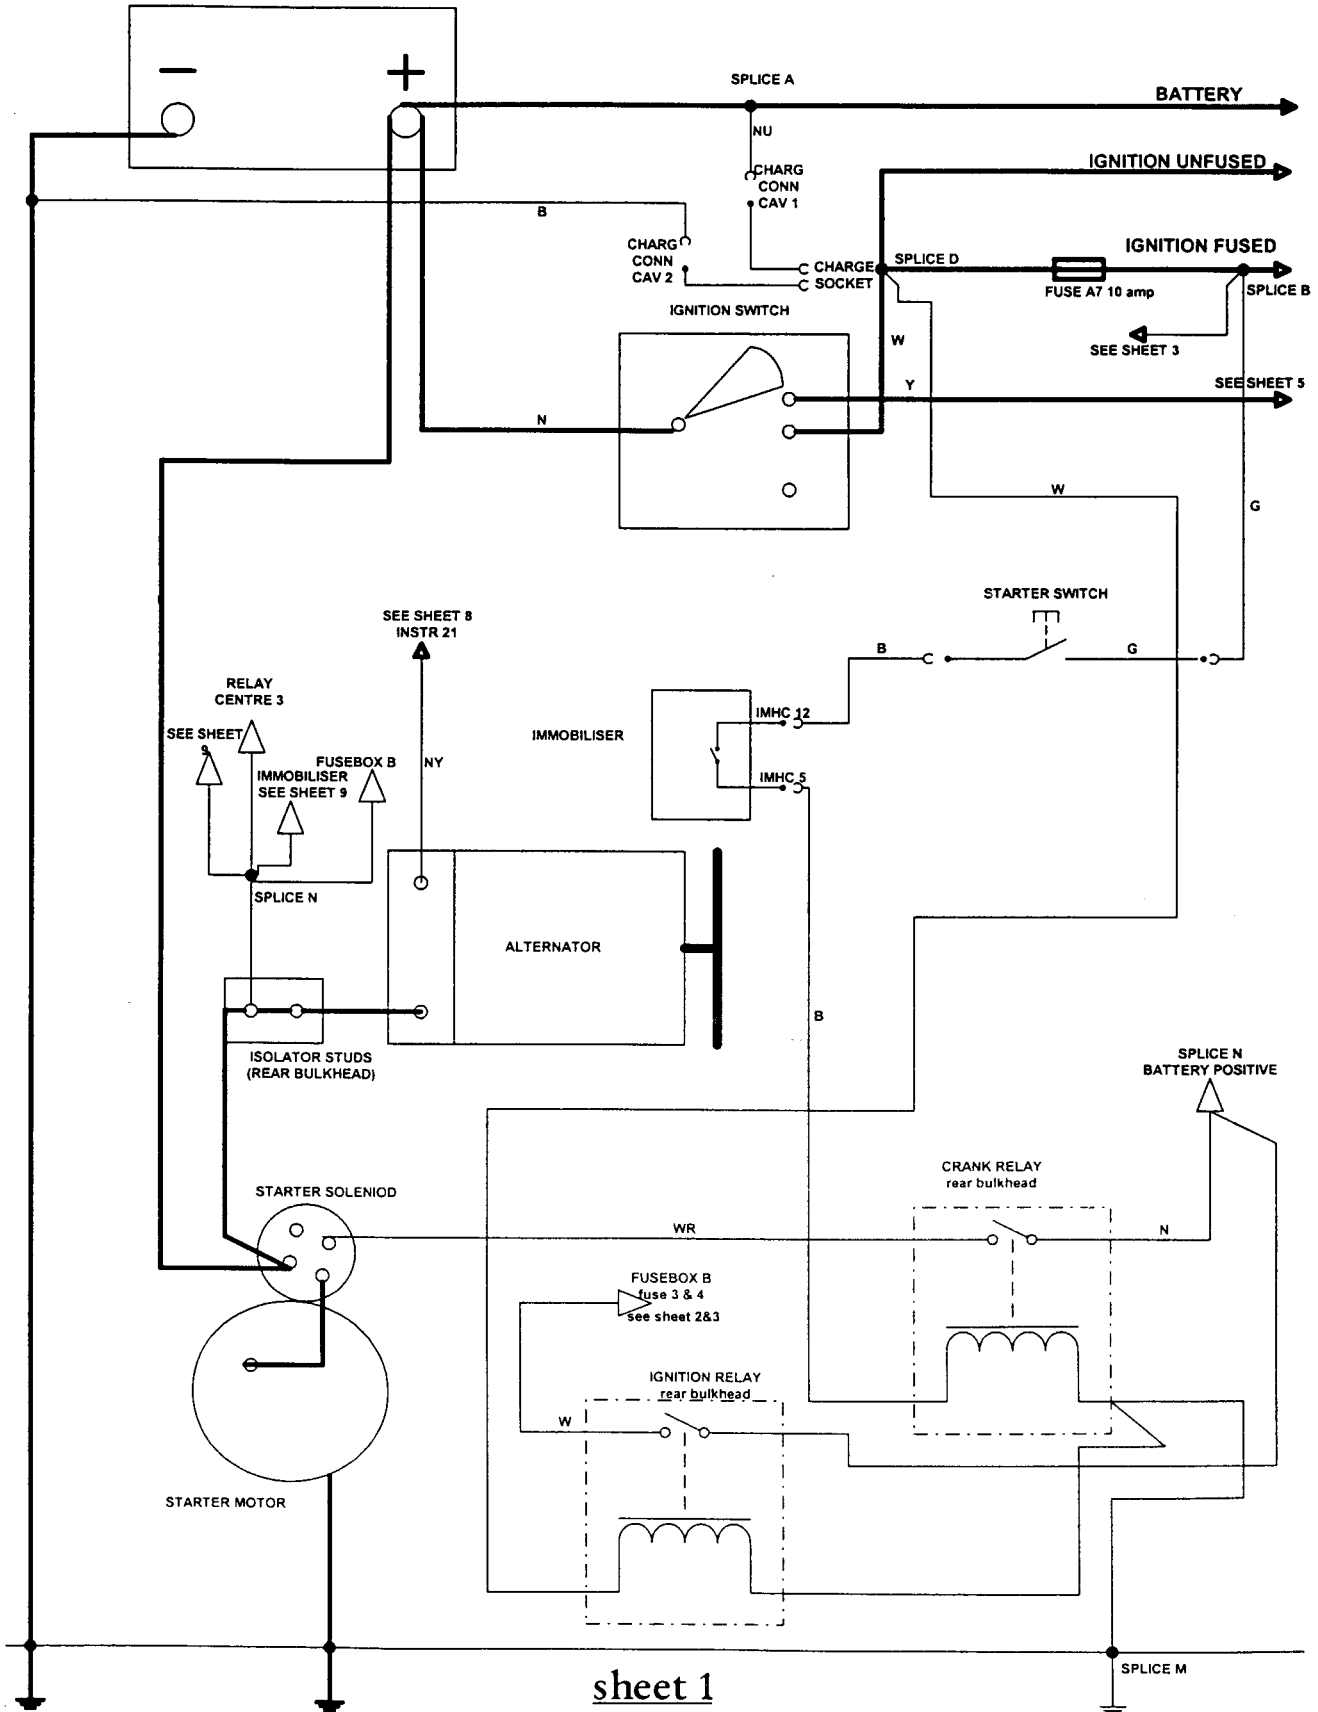 SPLICE A
BATTERY
NU
IGNITION UNFUSED
CHARG
CONN
CAV 1
B
CHARG
CONN
CAV 2
CHARGE
SOCKET
SPLICE D
IGNITION FUSED
FUSE A7 10 amp
SPLICE B
IGNITION SWITCH
W
SEE SHEET 3
Y
SEE SHEET 5
N
W
G
STARTER SWITCH
SEE SHEET 8
INSTR 21
B
G
RELAY
CENTRE 3
IMHC 12
SEE SHEET
9
IMMOBILISER
FUSEBOX B
NY
IMMOBILISER
SEE SHEET 9
IMHC 5
SPLICE N
ALTERNATOR
B
ISOLATOR STUDS
(REAR BULKHEAD)
SPLICE N
BATTERY POSITIVE
CRANK RELAY
rear bulkhead
STARTER SOLENIOD
WR
N
FUSEBOX B
fuse 3 & 4
see sheet 2&3
IGNITION RELAY
rear bulkhead
W
STARTER MOTOR
SPLICE M
sheet 1